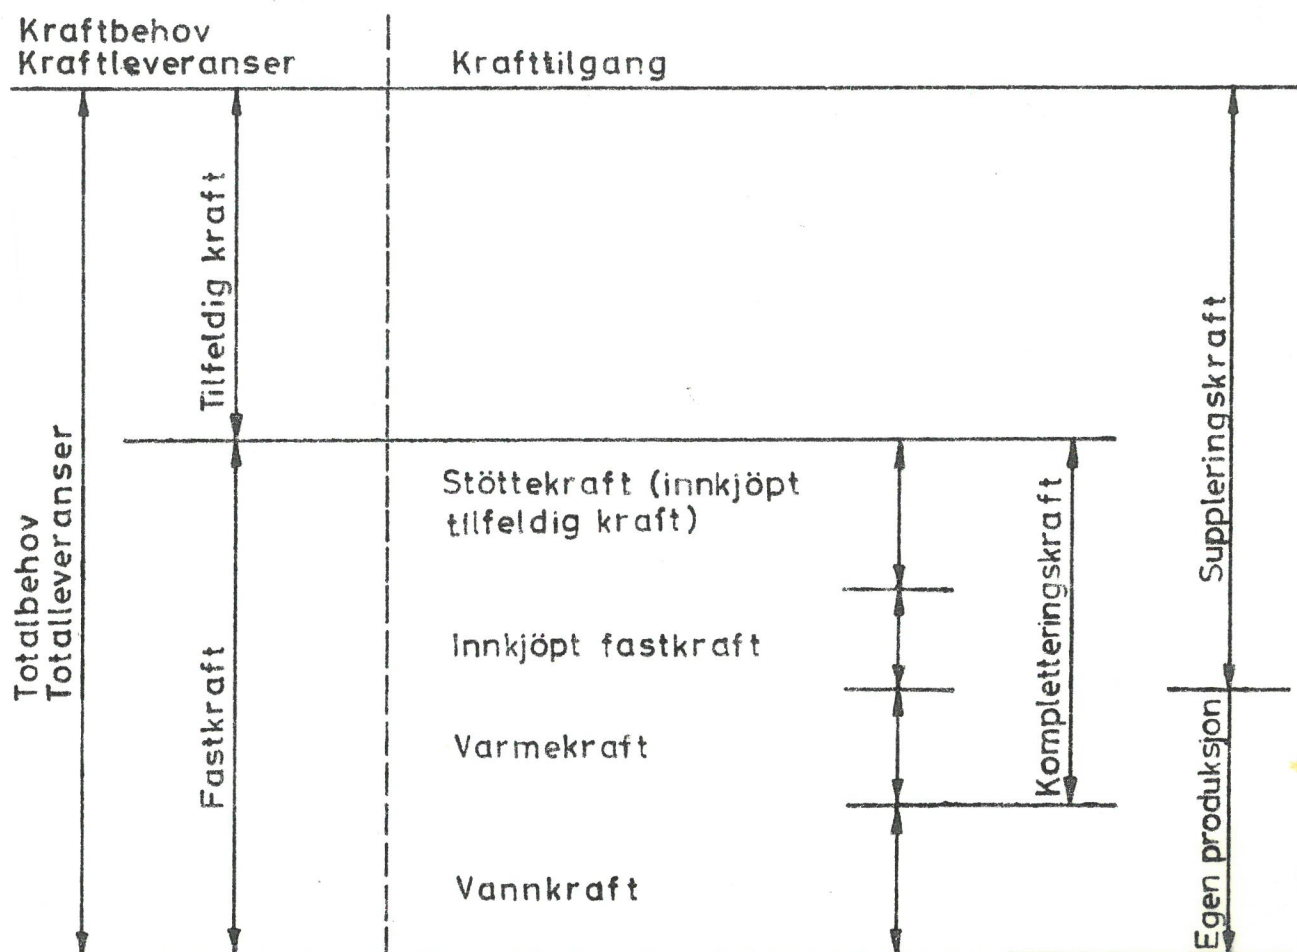 Kraftbehov
Kraftleveranser
Krafttilgang
Tilfeldig kraft
Totalbehov
Totalleveranser
Fastkraft
Stöttekraft (innkjöpt
tilfeldig kraft)
Innkjöpt fastkraft
Varmekraft
Vannkraft
Kompletteringskraft
Suppleringskraft
Egen produksjon